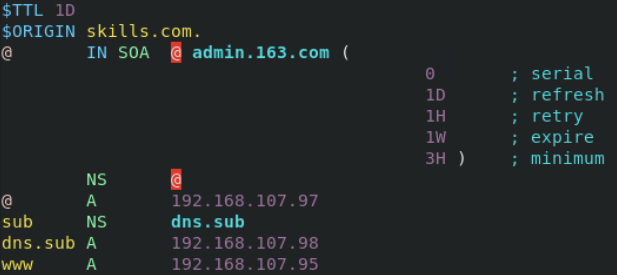 $TTL 1D
$ORIGIN skills.com.
@ IN SOA @ admin.163.com (
0 ; serial
1D ; refresh
1H ; retry
1W ; expire
3H ) ; minimum
NS @
@ A 192.168.107.97
sub NS dns.sub
dns.sub A 192.168.107.98
www A 192.168.107.95